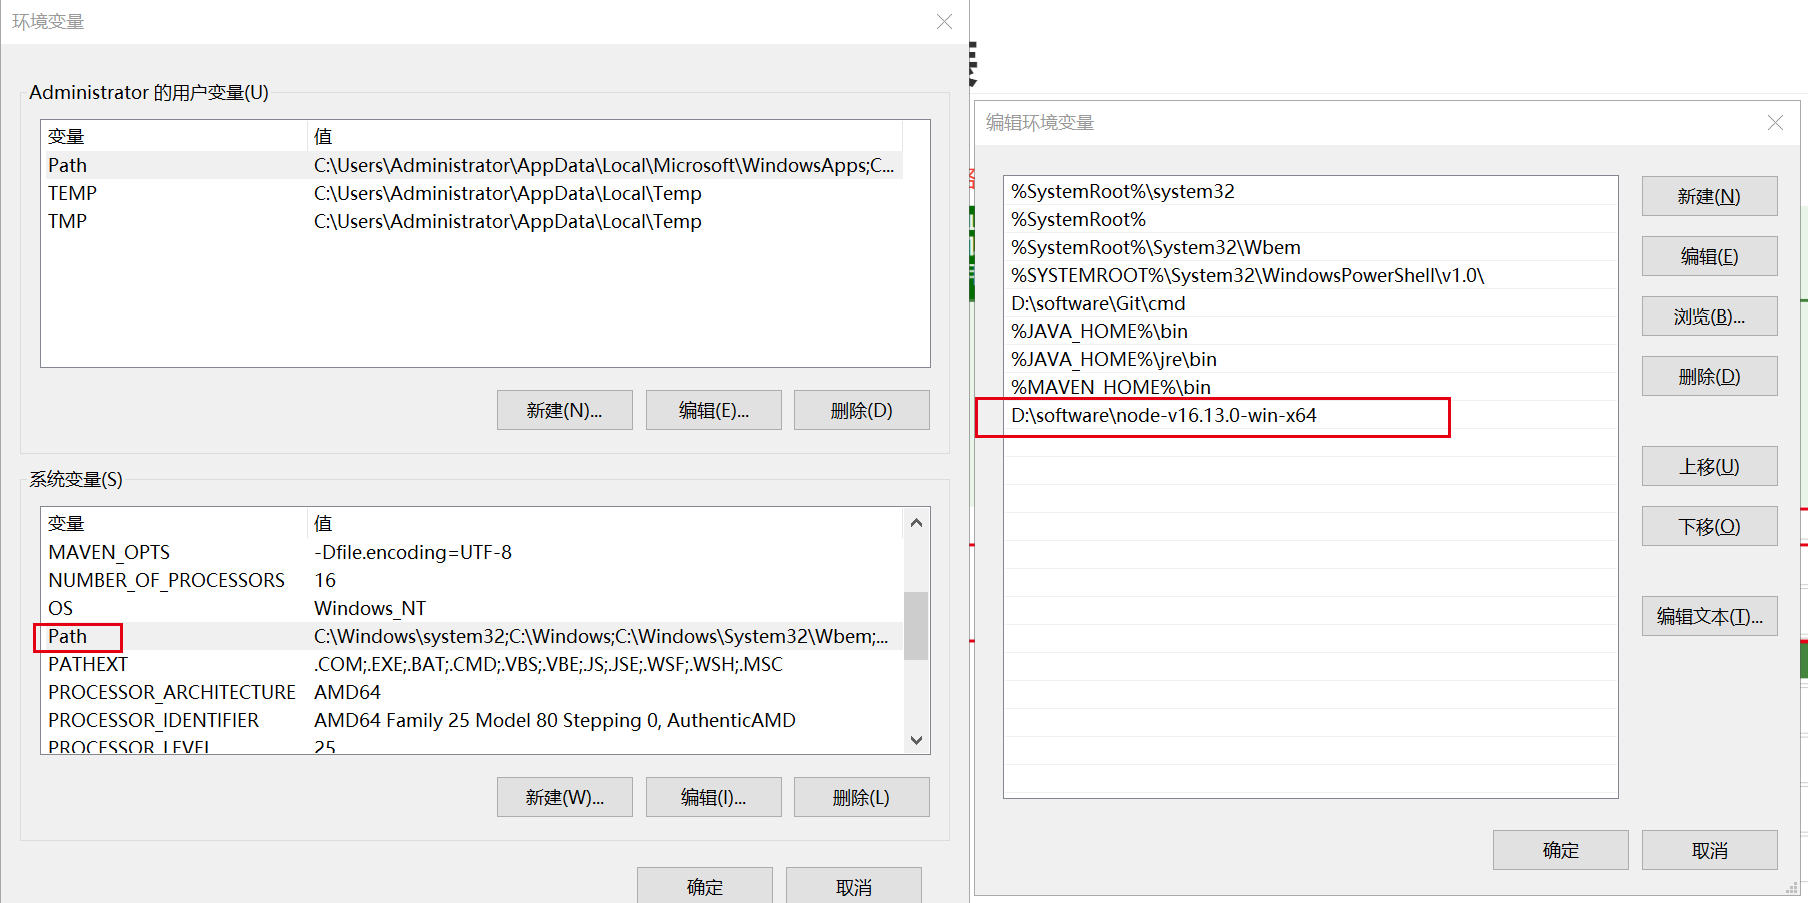 环境变量
Administrator 的用户变量(U)
变量 值
Path C:\Users\Administrator\AppData\Local\Microsoft\WindowsApps;C...
TEMP C:\Users\Administrator\AppData\Local\Temp
TMP C:\Users\Administrator\AppData\Local\Temp
新建(N)... 编辑(E)... 删除(D)
系统变量(S)
变量 值
MAVEN_OPTS -Dfile.encoding=UTF-8
NUMBER_OF_PROCESSORS 16
OS Windows_NT
Path C:\Windows\system32;C:\Windows;C:\Windows\System32\Wbem;...
PATHEXT .COM;.EXE;.BAT;.CMD;.VBS;.VBE;.JS;.JSE;.WSF;.WSH;.MSC
PROCESSOR_ARCHITECTURE AMD64
PROCESSOR_IDENTIFIER AMD64 Family 25 Model 80 Stepping 0, AuthenticAMD
PROCESSOR_LEVEL 25
新建(W)... 编辑(I)... 删除(L)
确定 取消
编辑环境变量
%SystemRoot%\system32
%SystemRoot%
%SystemRoot%\System32\Wbem
%SYSTEMROOT%\System32\WindowsPowerShell\v1.0\
D:\software\Git\cmd
%JAVA_HOME%\bin
%JAVA_HOME%\jre\bin
%MAVEN_HOME%\bin
D:\software\node-v16.13.0-win-x64
新建(N)
编辑(E)
浏览(B)...
删除(D)
上移(U)
下移(O)
编辑文本(T)...
确定 取消